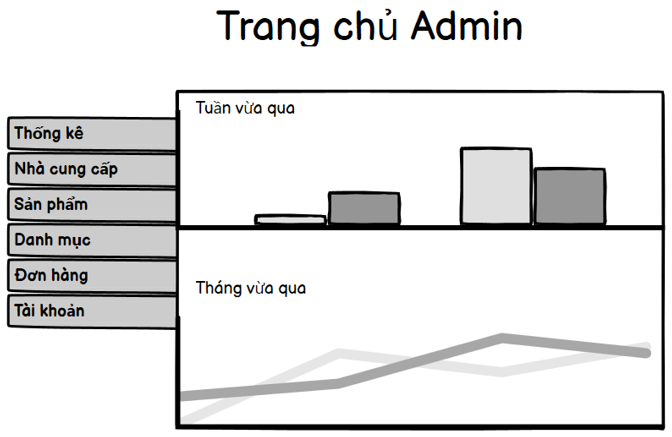 Trang chủ Admin
Tuần vừa qua
Thống kê
Nhà cung cấp
Sản phẩm
Danh mục
Đơn hàng
Tài khoản
Tháng vừa qua